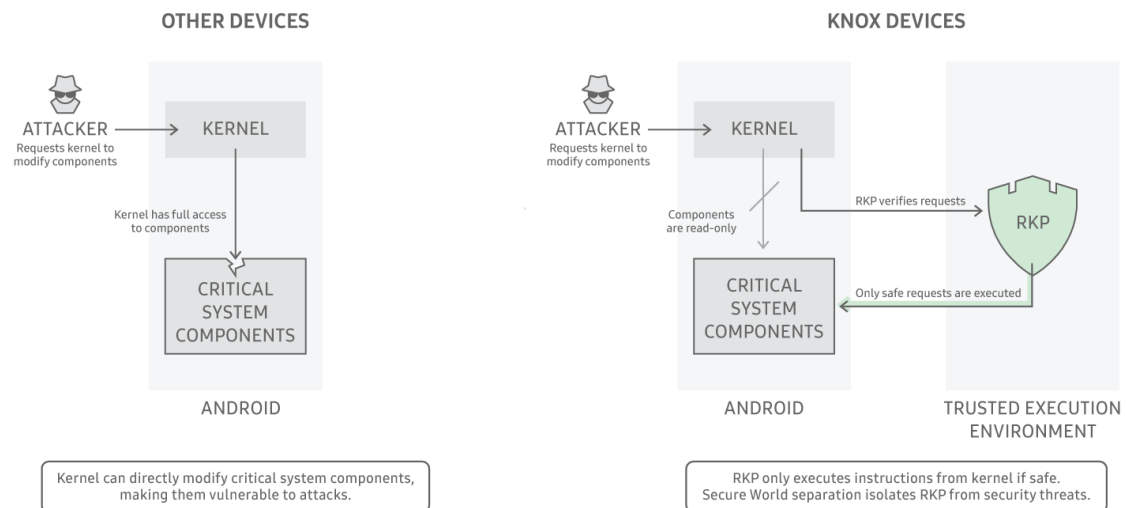 OTHER DEVICES
ATTACKER
Requests kernel to
modify components
KERNEL
Kernel has full access
to components
CRITICAL
SYSTEM
COMPONENTS
ANDROID
Kernel can directly modify critical system components,
making them vulnerable to attacks.
KNOX DEVICES
ATTACKER
Requests kernel to
modify components
KERNEL
Components
are read-only
RKP verifies requests
RKP
Only safe requests are executed
CRITICAL
SYSTEM
COMPONENTS
ANDROID
TRUSTED EXECUTION
ENVIRONMENT
RKP only executes instructions from kernel if safe.
Secure World separation isolates RKP from security threats.